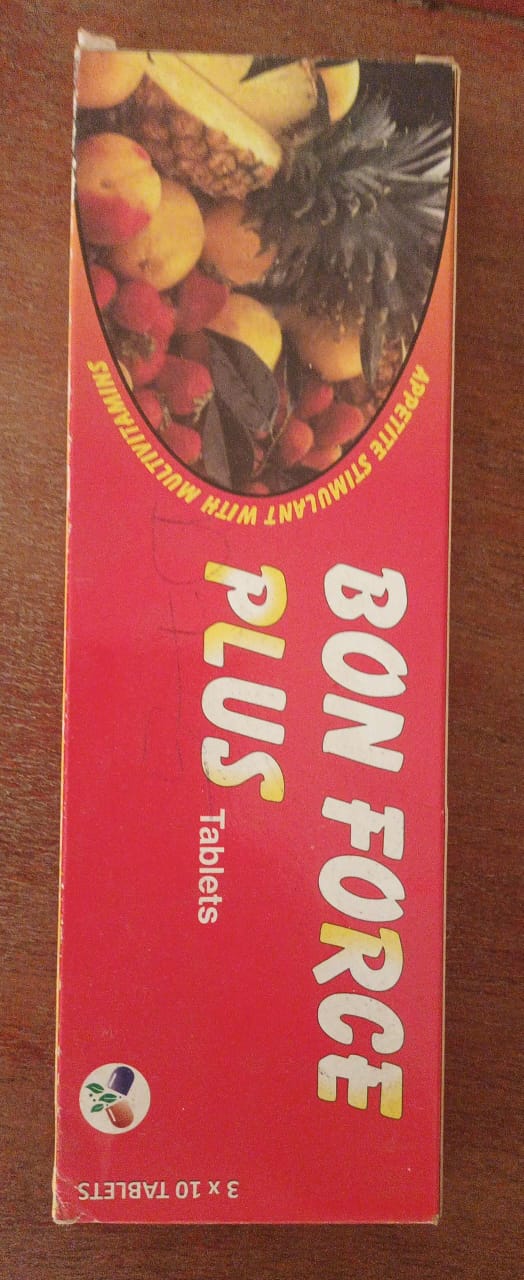 APPETITE STIMULANT WITH MULTIVITAMINS
BON FORCE
PLUS
Tablets
3 x 10 TABLETS